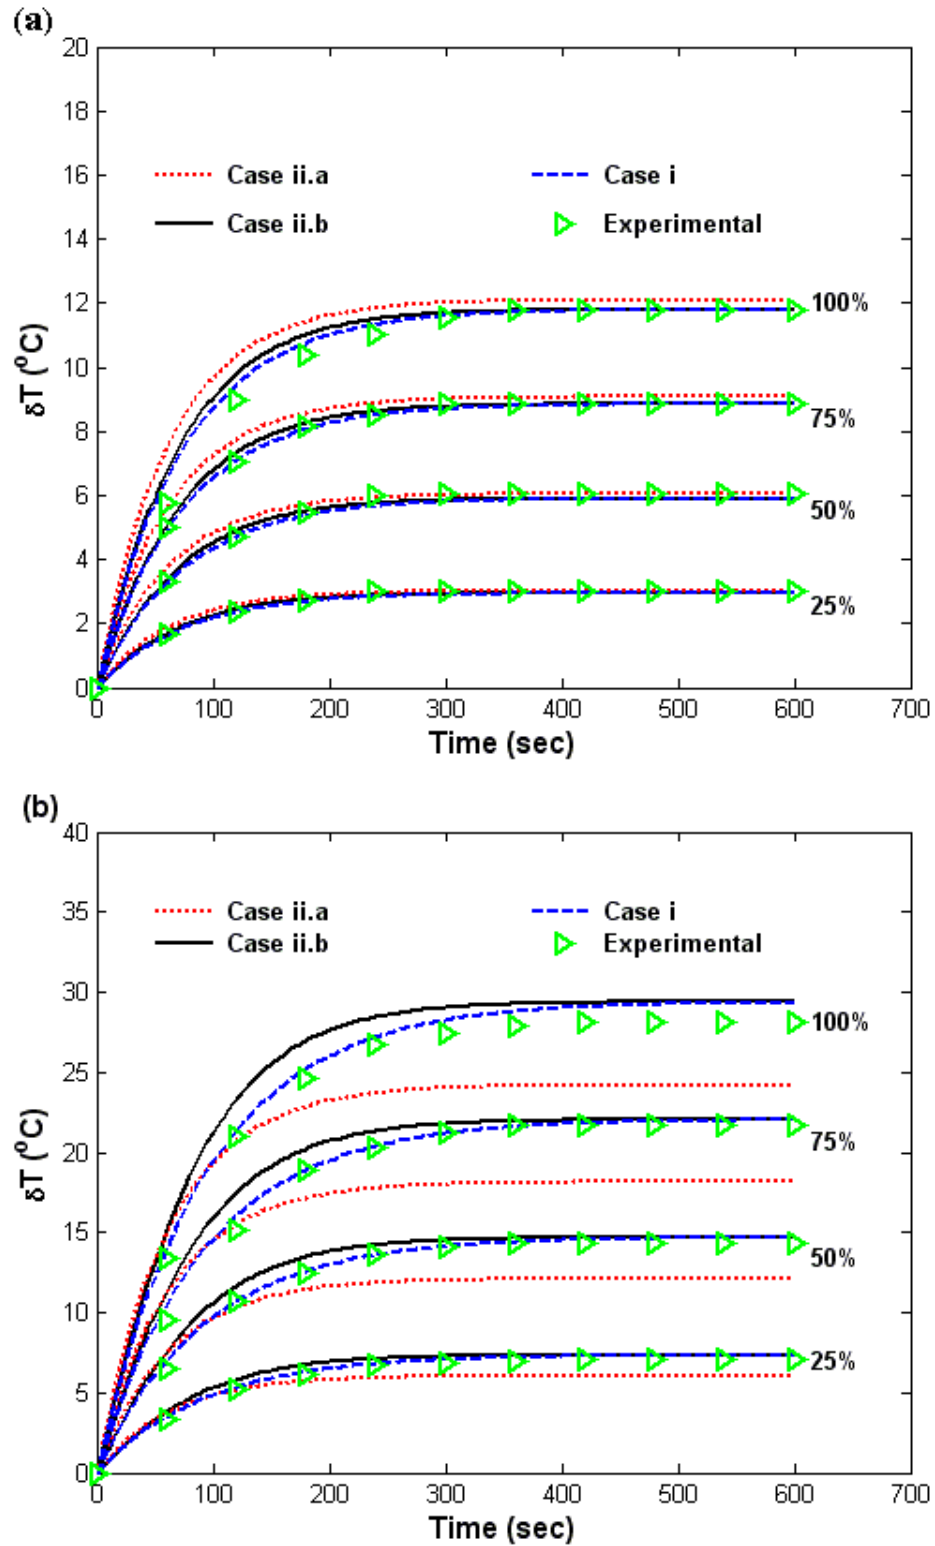 (a)
20
18
16
14
12
10
8
6
4
2
0
δT (⁰C)
Case ii.a
Case i
Case ii.b
Experimental
100%
75%
50%
25%
0 100 200 300 400 500 600 700
Time (sec)
(b)
40
35
30
25
20
15
10
5
0
δT (⁰C)
Case ii.a
Case i
Case ii.b
Experimental
100%
75%
50%
25%
0 100 200 300 400 500 600 700
Time (sec)